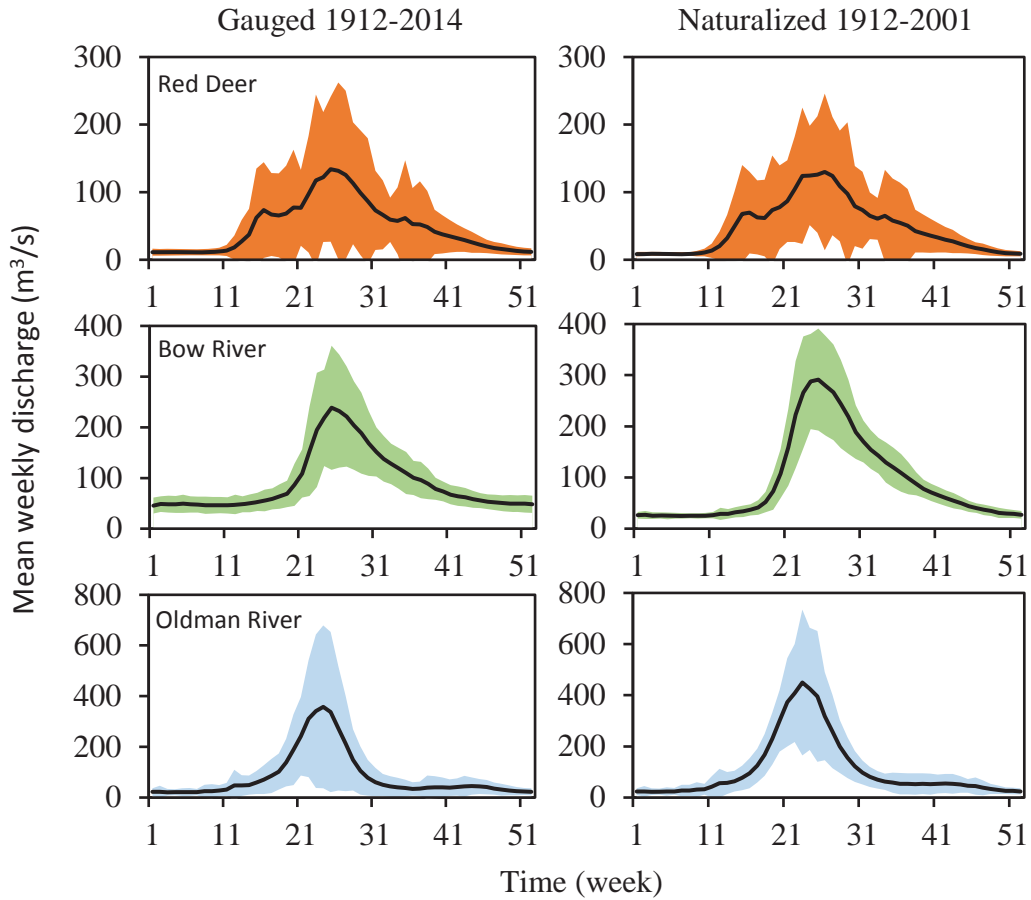 Gauged 1912-2014
Naturalized 1912-2001
Mean weekly discharge (m³/s)
300
200
100
0
Red Deer
1 11 21 31 41 51
300
200
100
0
1 11 21 31 41 51
400
300
200
100
0
Bow River
1 11 21 31 41 51
400
300
200
100
0
1 11 21 31 41 51
800
600
400
200
0
Oldman River
1 11 21 31 41 51
800
600
400
200
0
1 11 21 31 41 51
Time (week)